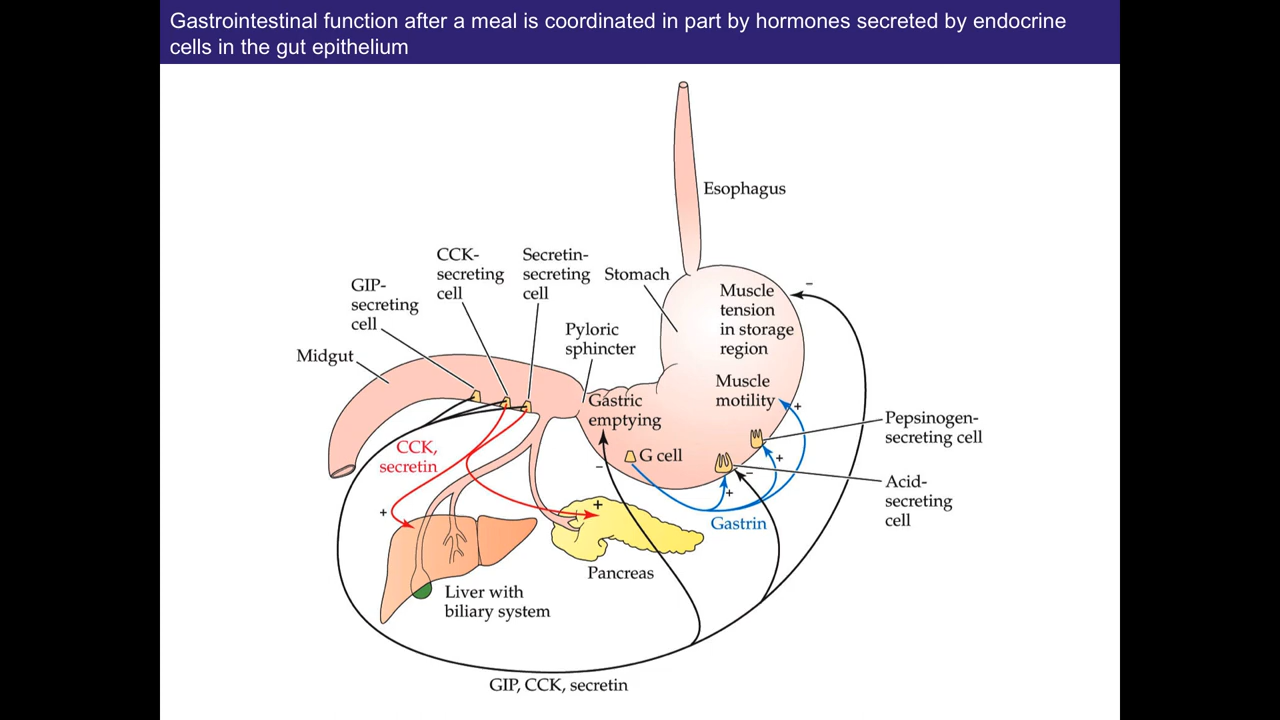 Gastrointestinal function after a meal is coordinated in part by hormones secreted by endocrine
cells in the gut epithelium
Esophagus
CCK-
secreting
cell
Secretin-
secreting
cell
Stomach
GIP-
secreting
cell
Muscle
tension
in storage
region
–
Pyloric
sphincter
Midgut
Muscle
motility
+
Gastric
emptying
Pepsinogen-
secreting cell
CCK,
secretin
G cell
+
–
–
Acid-
secreting
cell
+
+
+
Gastrin
Pancreas
Liver with
biliary system
GIP, CCK, secretin